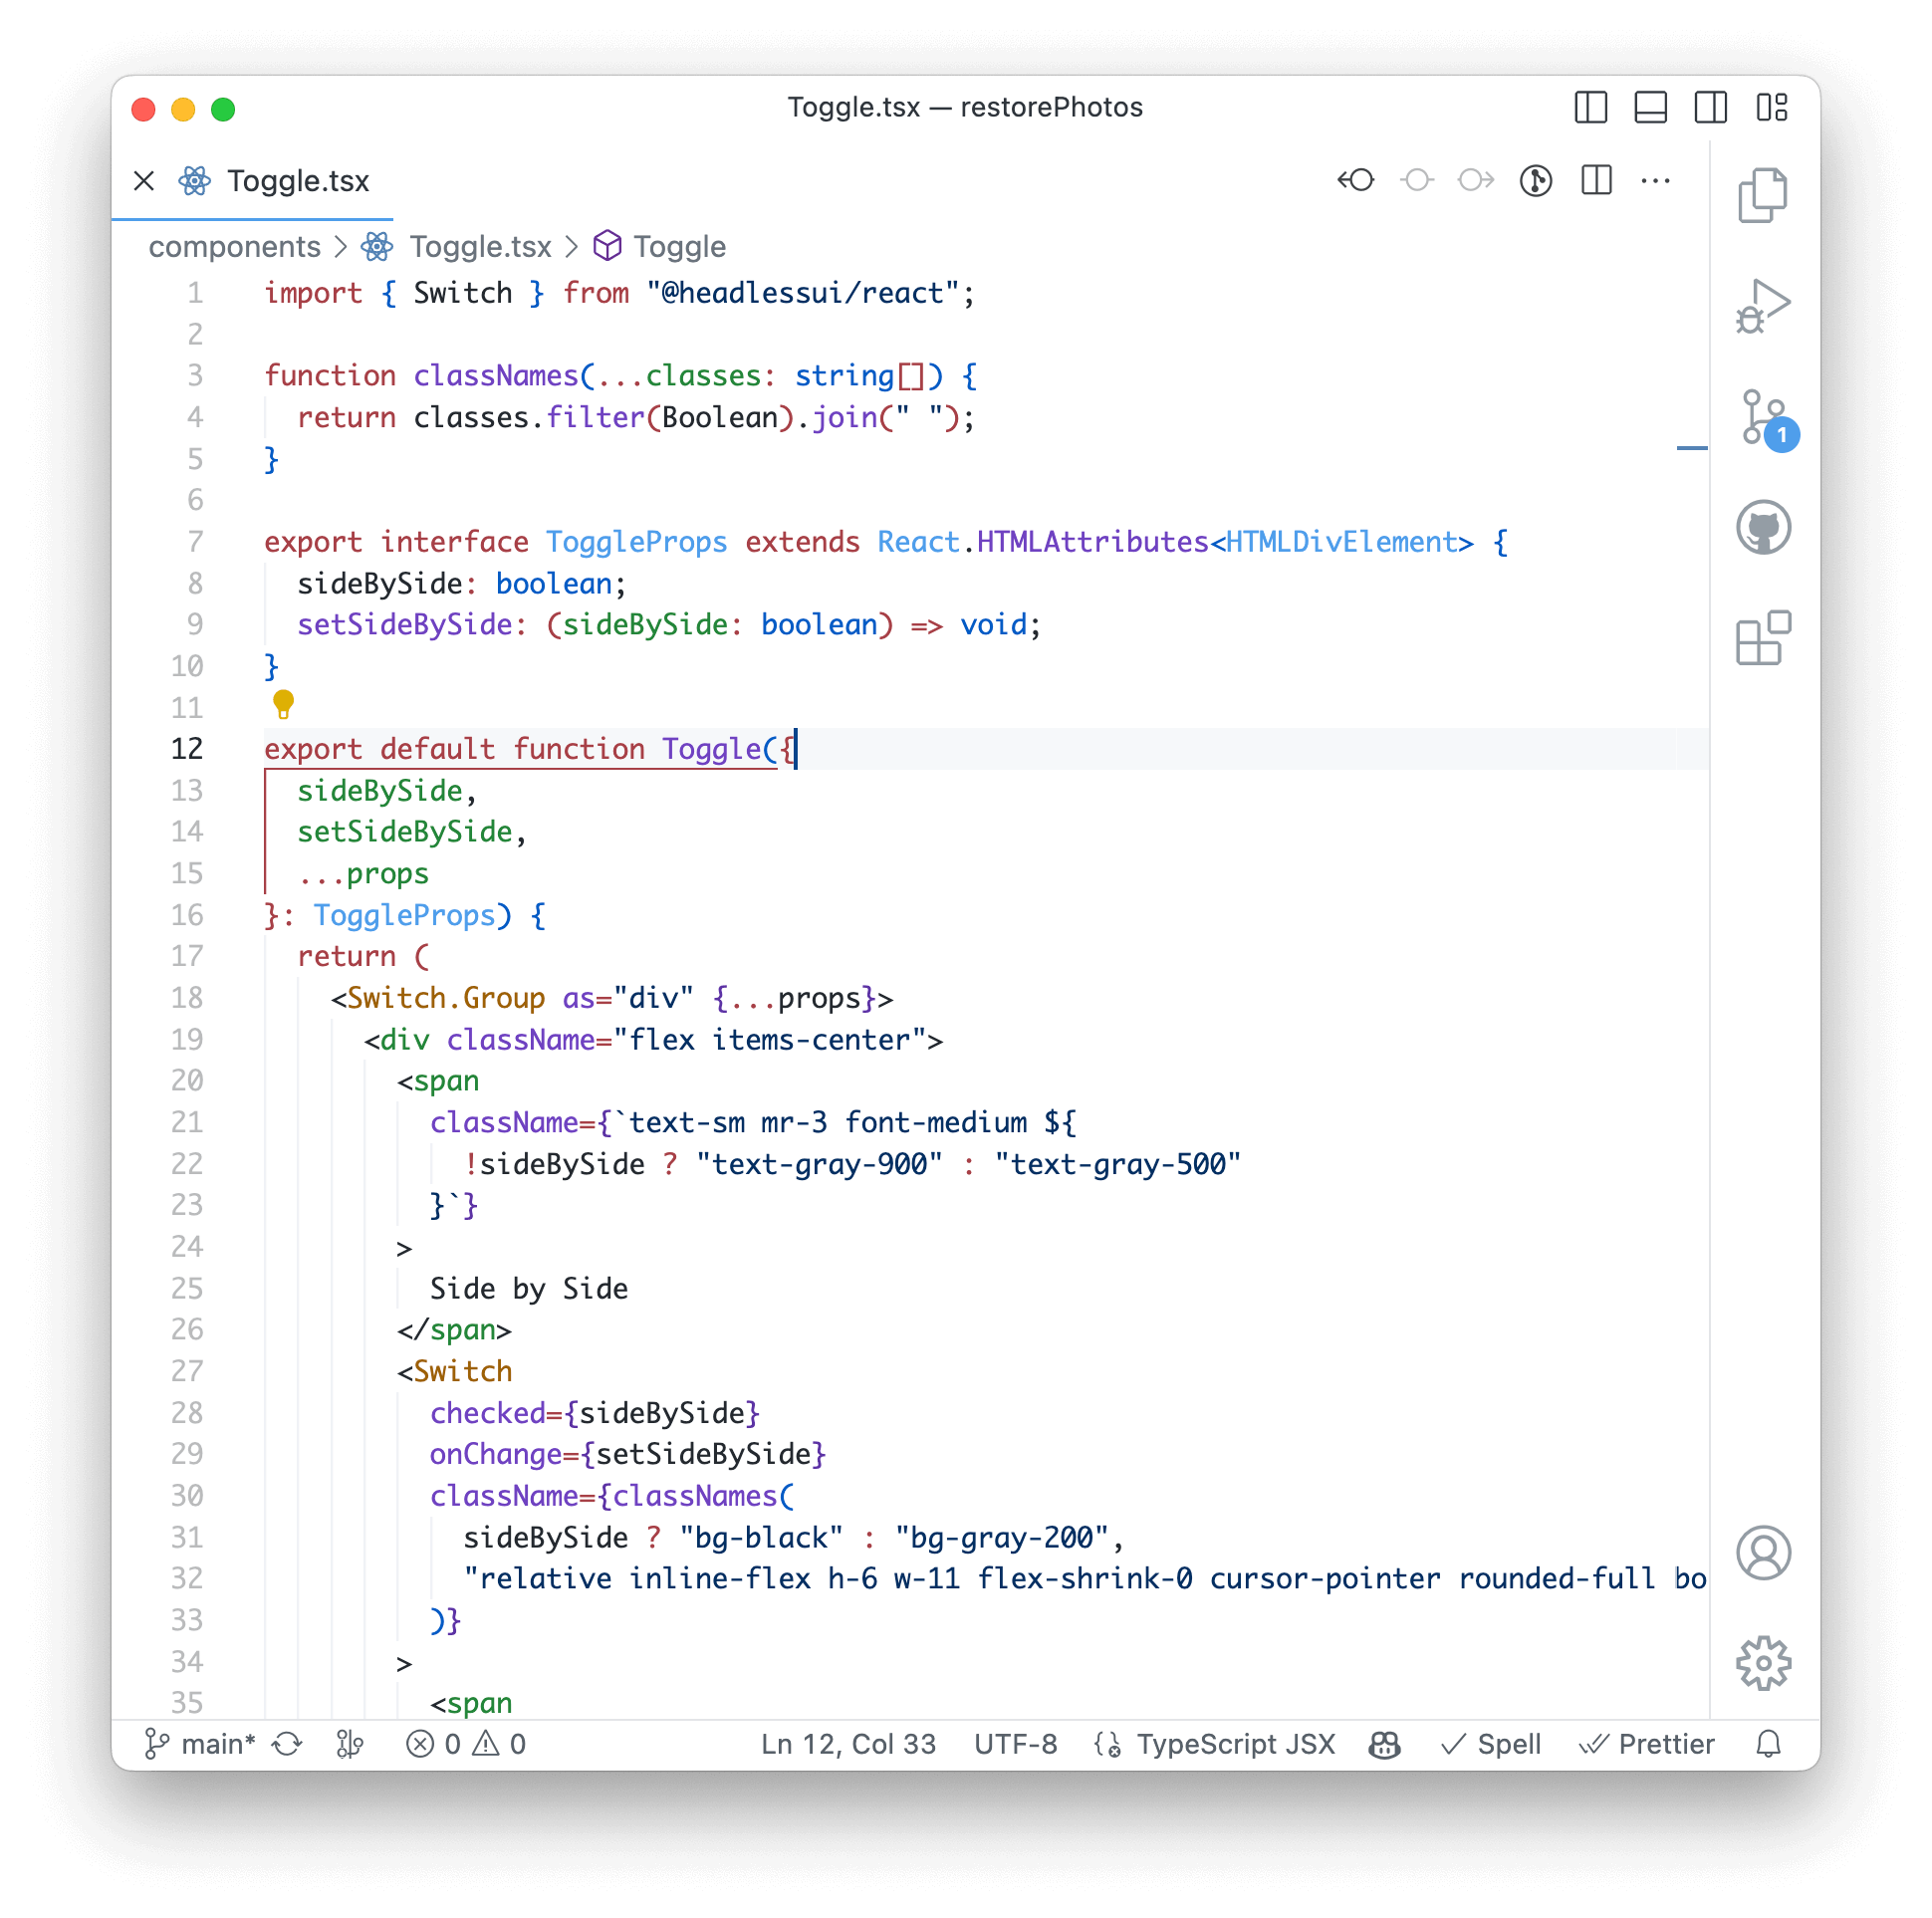 Toggle.tsx — restorePhotos
Toggle.tsx
components > Toggle.tsx > Toggle
1 import { Switch } from "@headlessui/react";
2
3 function classNames(...classes: string[]) {
4   return classes.filter(Boolean).join(" ");
5 }
6
7 export interface ToggleProps extends React.HTMLAttributes<HTMLDivElement> {
8   sideBySide: boolean;
9   setSideBySide: (sideBySide: boolean) => void;
10 }
11
12 export default function Toggle({
13   sideBySide,
14   setSideBySide,
15   ...props
16 }: ToggleProps) {
17   return (
18     <Switch.Group as="div" {...props}>
19       <div className="flex items-center">
20         <span
21           className={`text-sm mr-3 font-medium ${
22             !sideBySide ? "text-gray-900" : "text-gray-500"
23           }`}
24         >
25           Side by Side
26         </span>
27         <Switch
28           checked={sideBySide}
29           onChange={setSideBySide}
30           className={classNames(
31             sideBySide ? "bg-black" : "bg-gray-200",
32             "relative inline-flex h-6 w-11 flex-shrink-0 cursor-pointer rounded-full bo
33           )}
34         >
35           <span
1
main* 0 0 Ln 12, Col 33 UTF-8 TypeScript JSX Spell Prettier